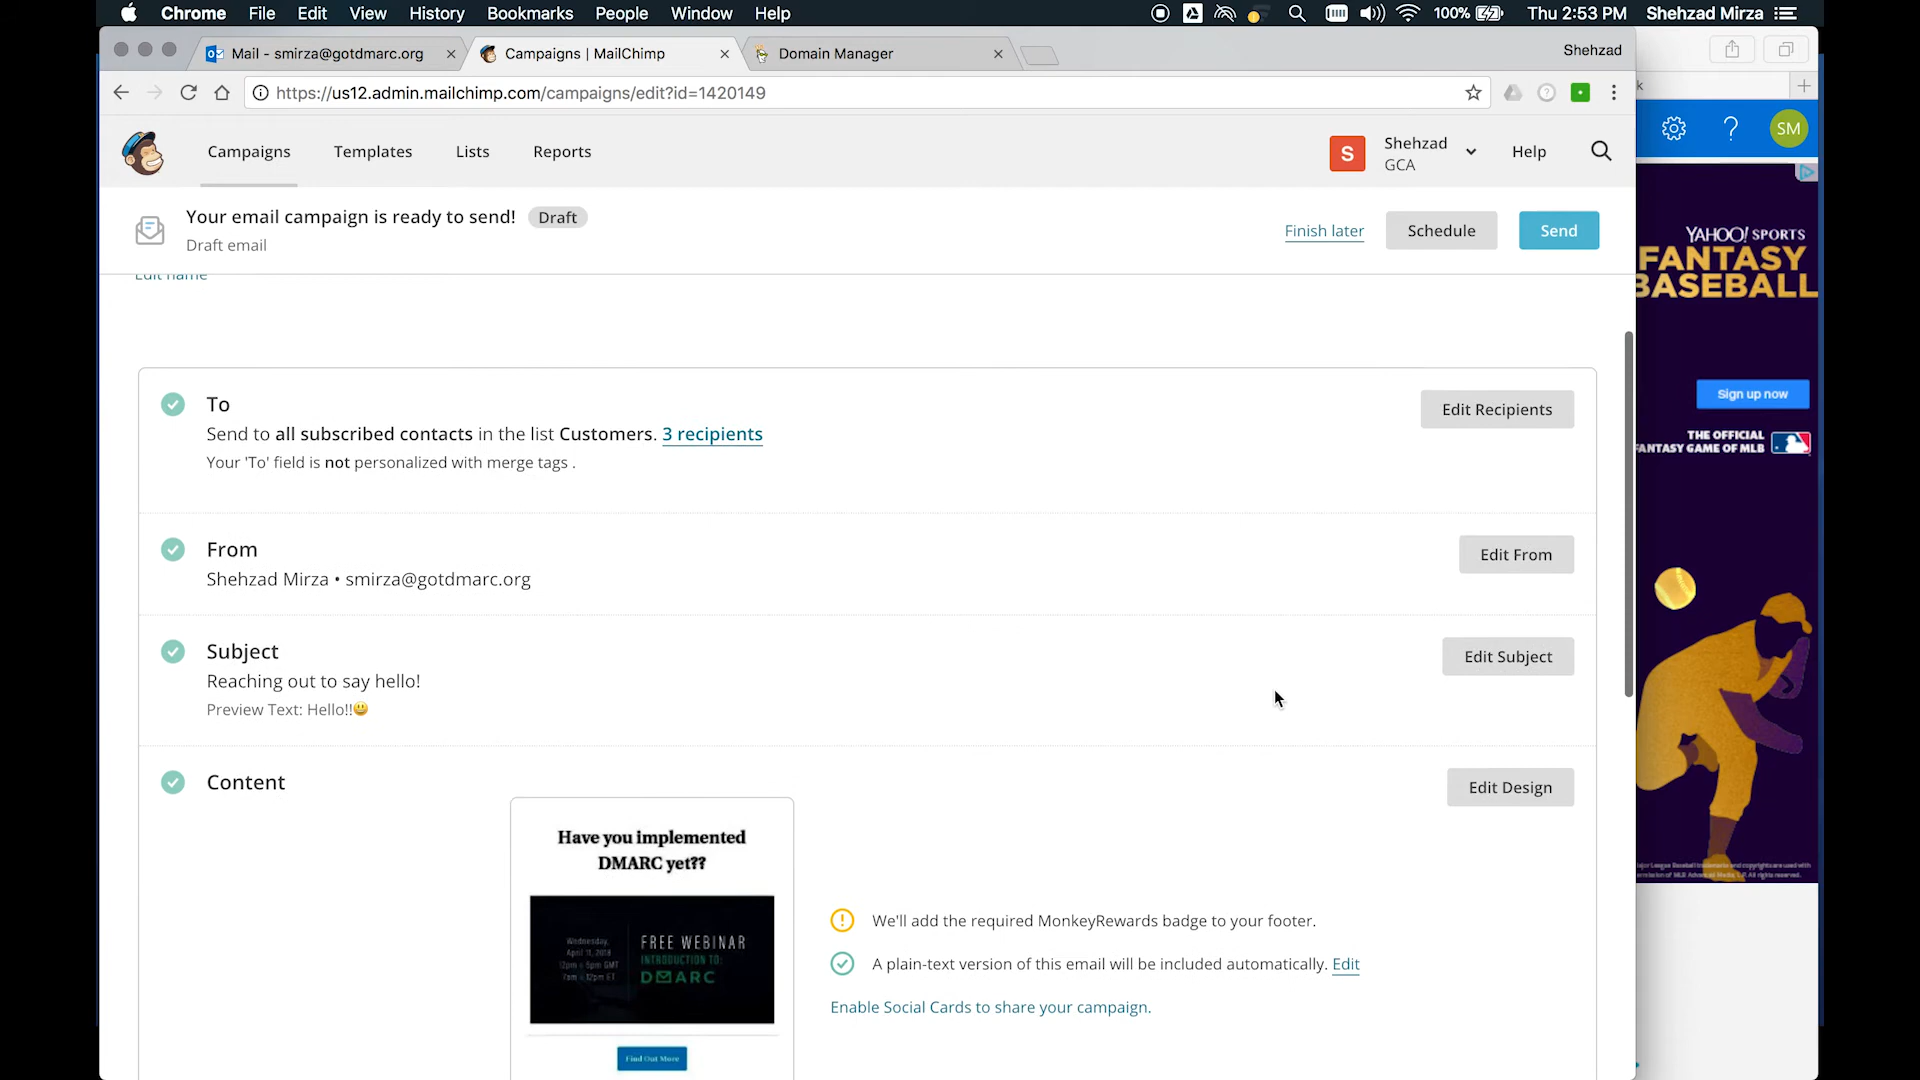 Chrome File Edit View History Bookmarks People Window Help 100% Thu 2:53 PM Shehzad Mirza
Mail - smirza@gotdmarc.org
Campaigns | MailChimp
Domain Manager
Shehzad
https://us12.admin.mailchimp.com/campaigns/edit?id=1420149
k
Campaigns Templates Lists Reports
S
Shehzad
GCA
Help
SM
Your email campaign is ready to send! Draft
Draft email
Finish later Schedule Send
Edit name
To
Send to all subscribed contacts in the list Customers. 3 recipients
Your 'To' field is not personalized with merge tags .
Edit Recipients
From
Shehzad Mirza • smirza@gotdmarc.org
Edit From
Subject
Reaching out to say hello!
Preview Text: Hello!!😃
Edit Subject
Content
Edit Design
Have you implemented
DMARC yet??
Wednesday,
April 11, 2018
12pm - 5pm GMT
7am - 12pm ET
FREE WEBINAR
INTRODUCTION TO:
DMARC
Find Out More
We'll add the required MonkeyRewards badge to your footer.
A plain-text version of this email will be included automatically. Edit
Enable Social Cards to share your campaign.
YAHOO! SPORTS
FANTASY
BASEBALL
Sign up now
THE OFFICIAL
FANTASY GAME OF MLB